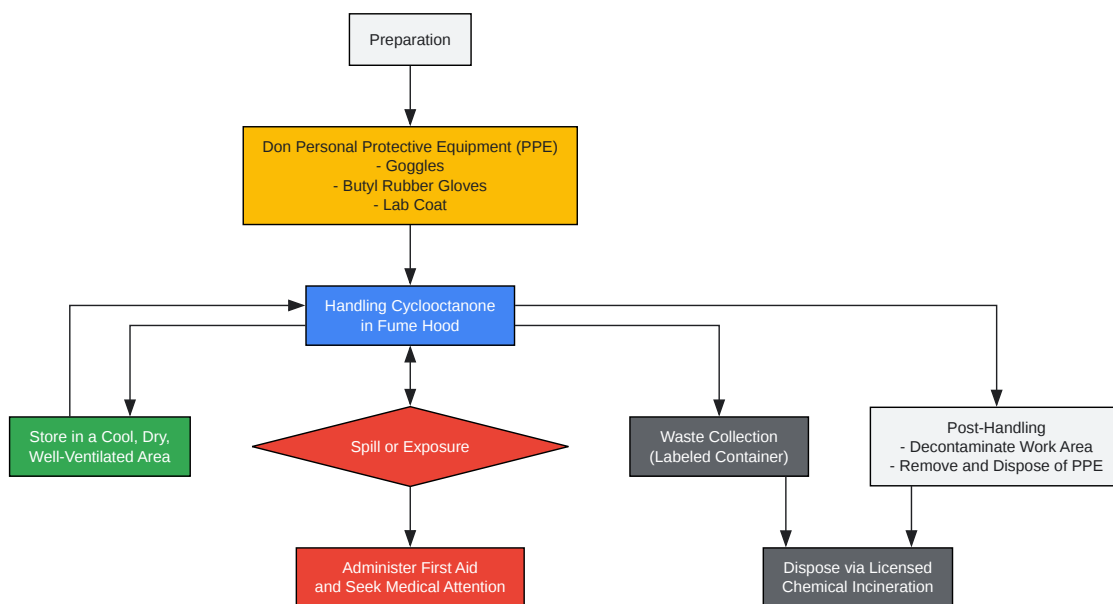 Preparation
Don Personal Protective Equipment (PPE)
- Goggles
- Butyl Rubber Gloves
- Lab Coat
Handling Cyclooctanone
in Fume Hood
Store in a Cool, Dry,
Well-Ventilated Area
Spill or Exposure
Waste Collection
(Labeled Container)
Post-Handling
- Decontaminate Work Area
- Remove and Dispose of PPE
Administer First Aid
and Seek Medical Attention
Dispose via Licensed
Chemical Incineration